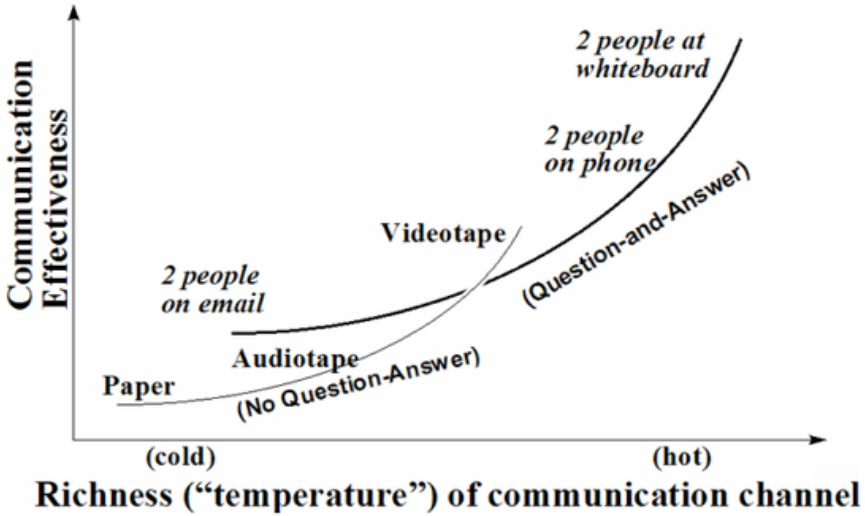 Communication
Effectiveness
2 people at
whiteboard
2 people
on phone
Videotape
(Question-and-Answer)
2 people
on email
Audiotape
Paper
(No Question-Answer)
(cold)
(hot)
Richness (“temperature”) of communication channel